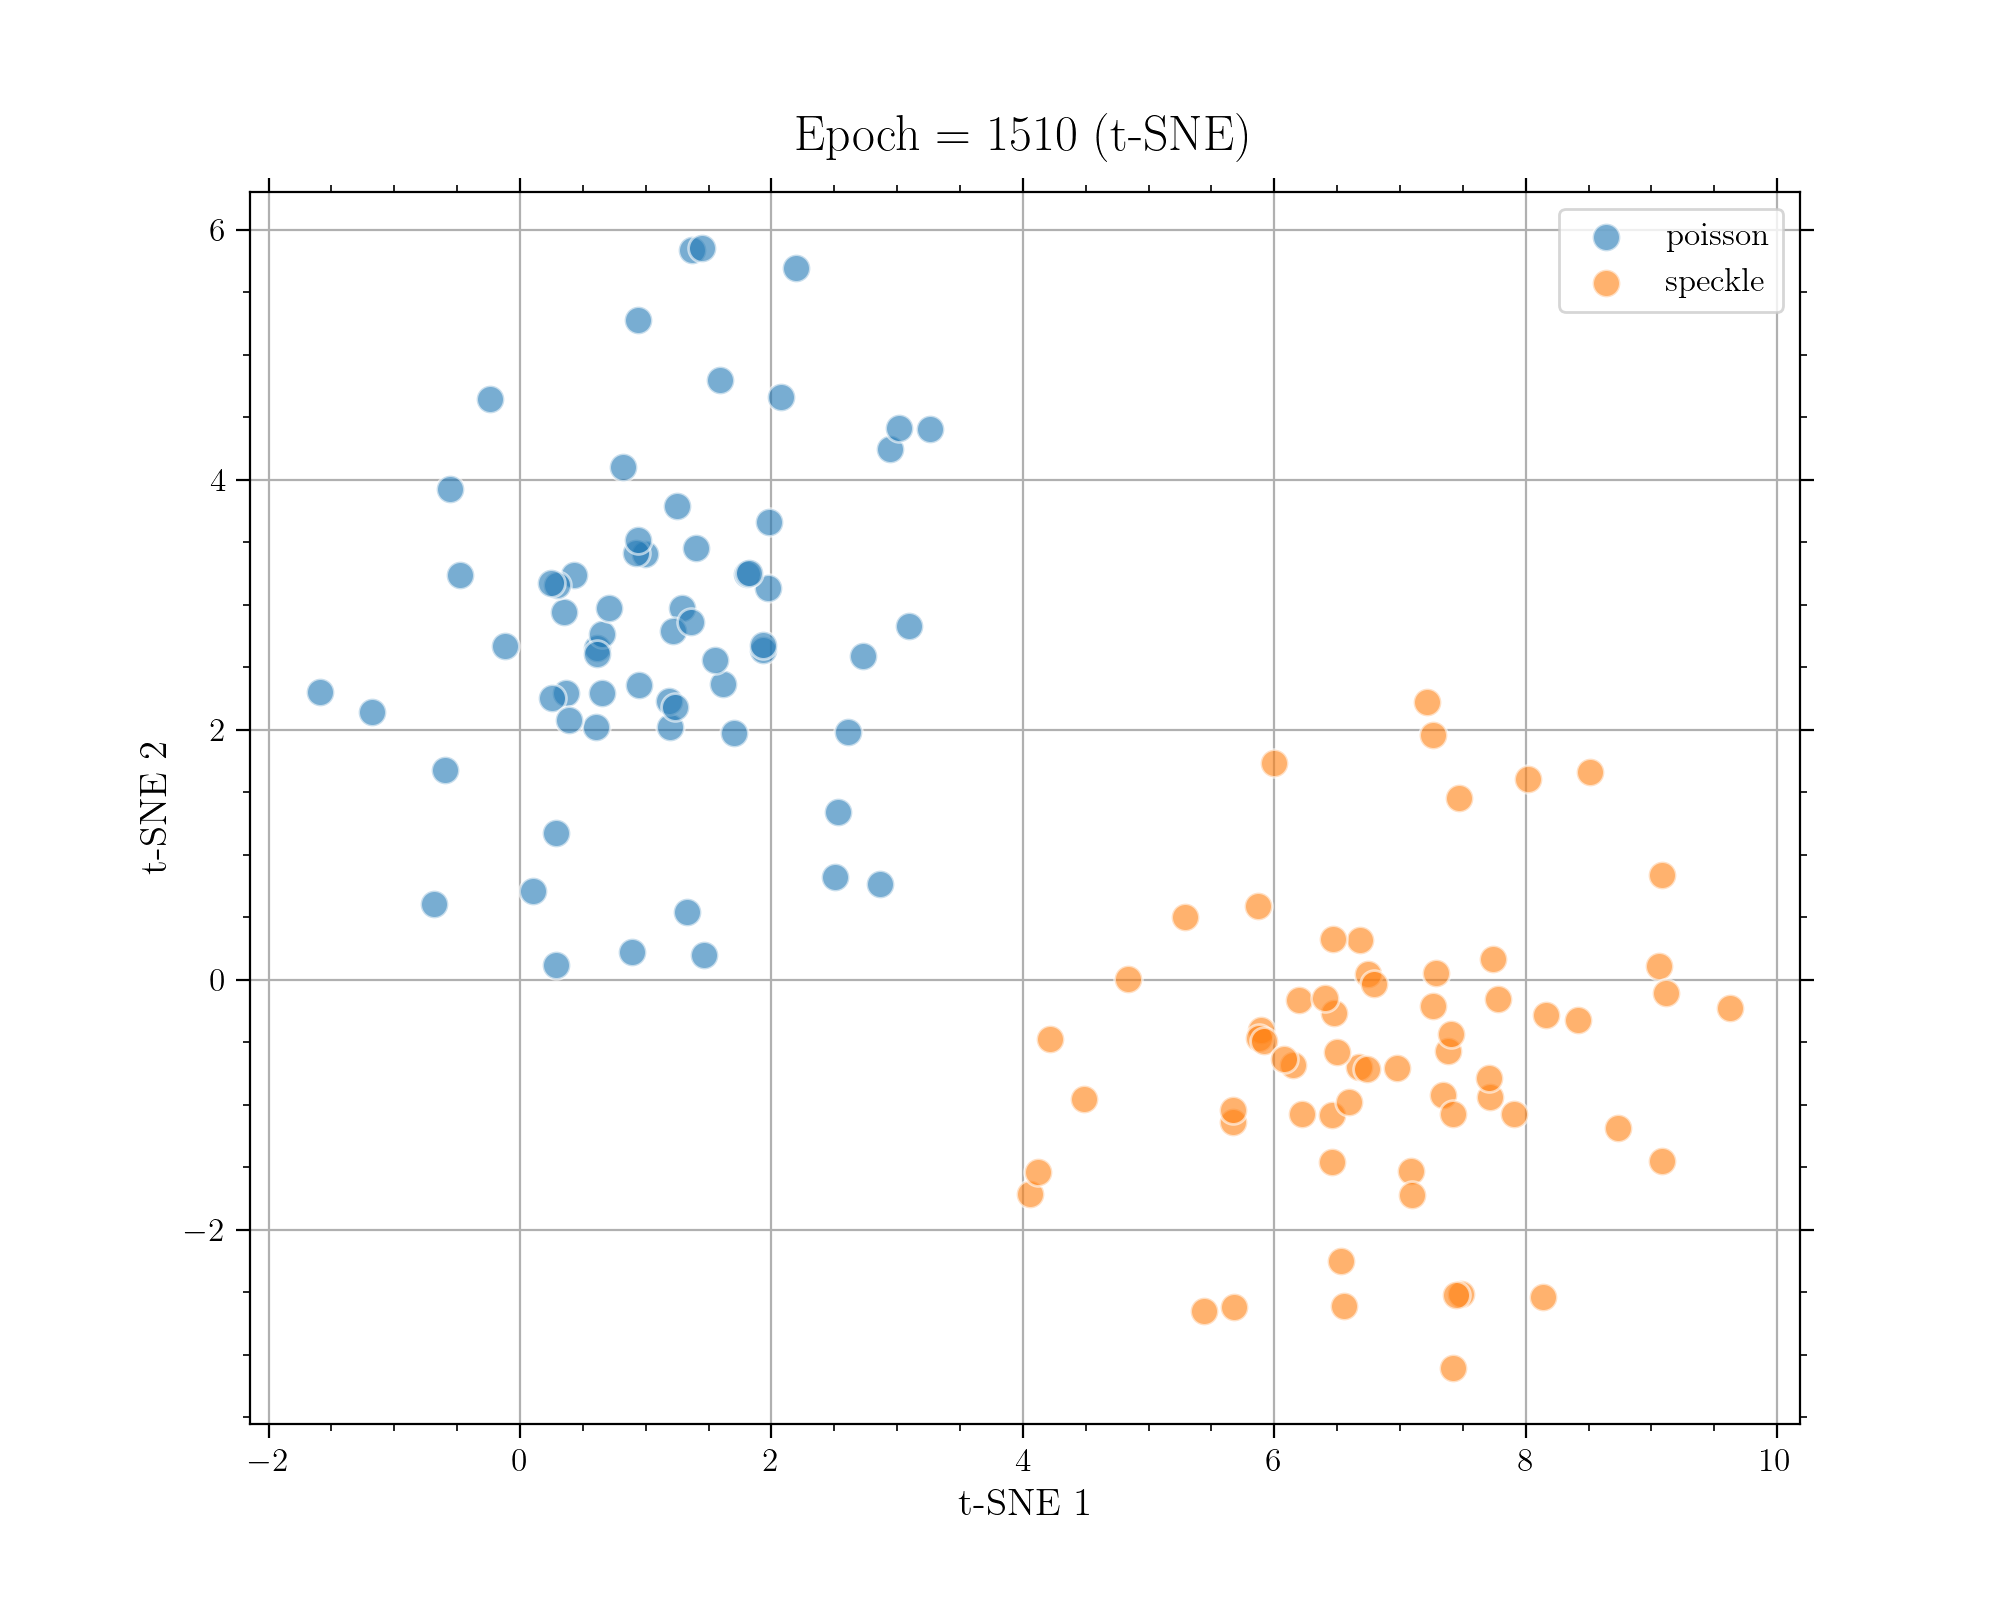 Epoch = 1510 (t-SNE)
poisson
speckle
6
4
2
0
−2
t-SNE 2
−2 0 2 4 6 8 10
t-SNE 1